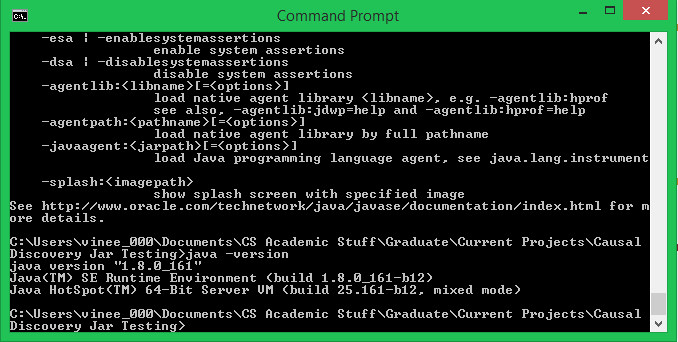 Command Prompt
-esa | -enablesystemassertions
enable system assertions
-dsa | -disablesystemassertions
disable system assertions
-agentlib:<libname>[=<options>]
load native agent library <libname>, e.g. -agentlib:hprof
see also, -agentlib:jdwp=help and -agentlib:hprof=help
-agentpath:<pathname>[=<options>]
load native agent library by full pathname
-javaagent:<jarpath>[=<options>]
load Java programming language agent, see java.lang.instrument
-splash:<imagepath>
show splash screen with specified image
See http://www.oracle.com/technetwork/java/javase/documentation/index.html for m
ore details.
C:\Users\vinee_000\Documents\CS Academic Stuff\Graduate\Current Projects\Causal
Discovery Jar Testing>java -version
java version "1.8.0_161"
Java(TM) SE Runtime Environment (build 1.8.0_161-b12)
Java HotSpot(TM) 64-Bit Server VM (build 25.161-b12, mixed mode)
C:\Users\vinee_000\Documents\CS Academic Stuff\Graduate\Current Projects\Causal
Discovery Jar Testing>